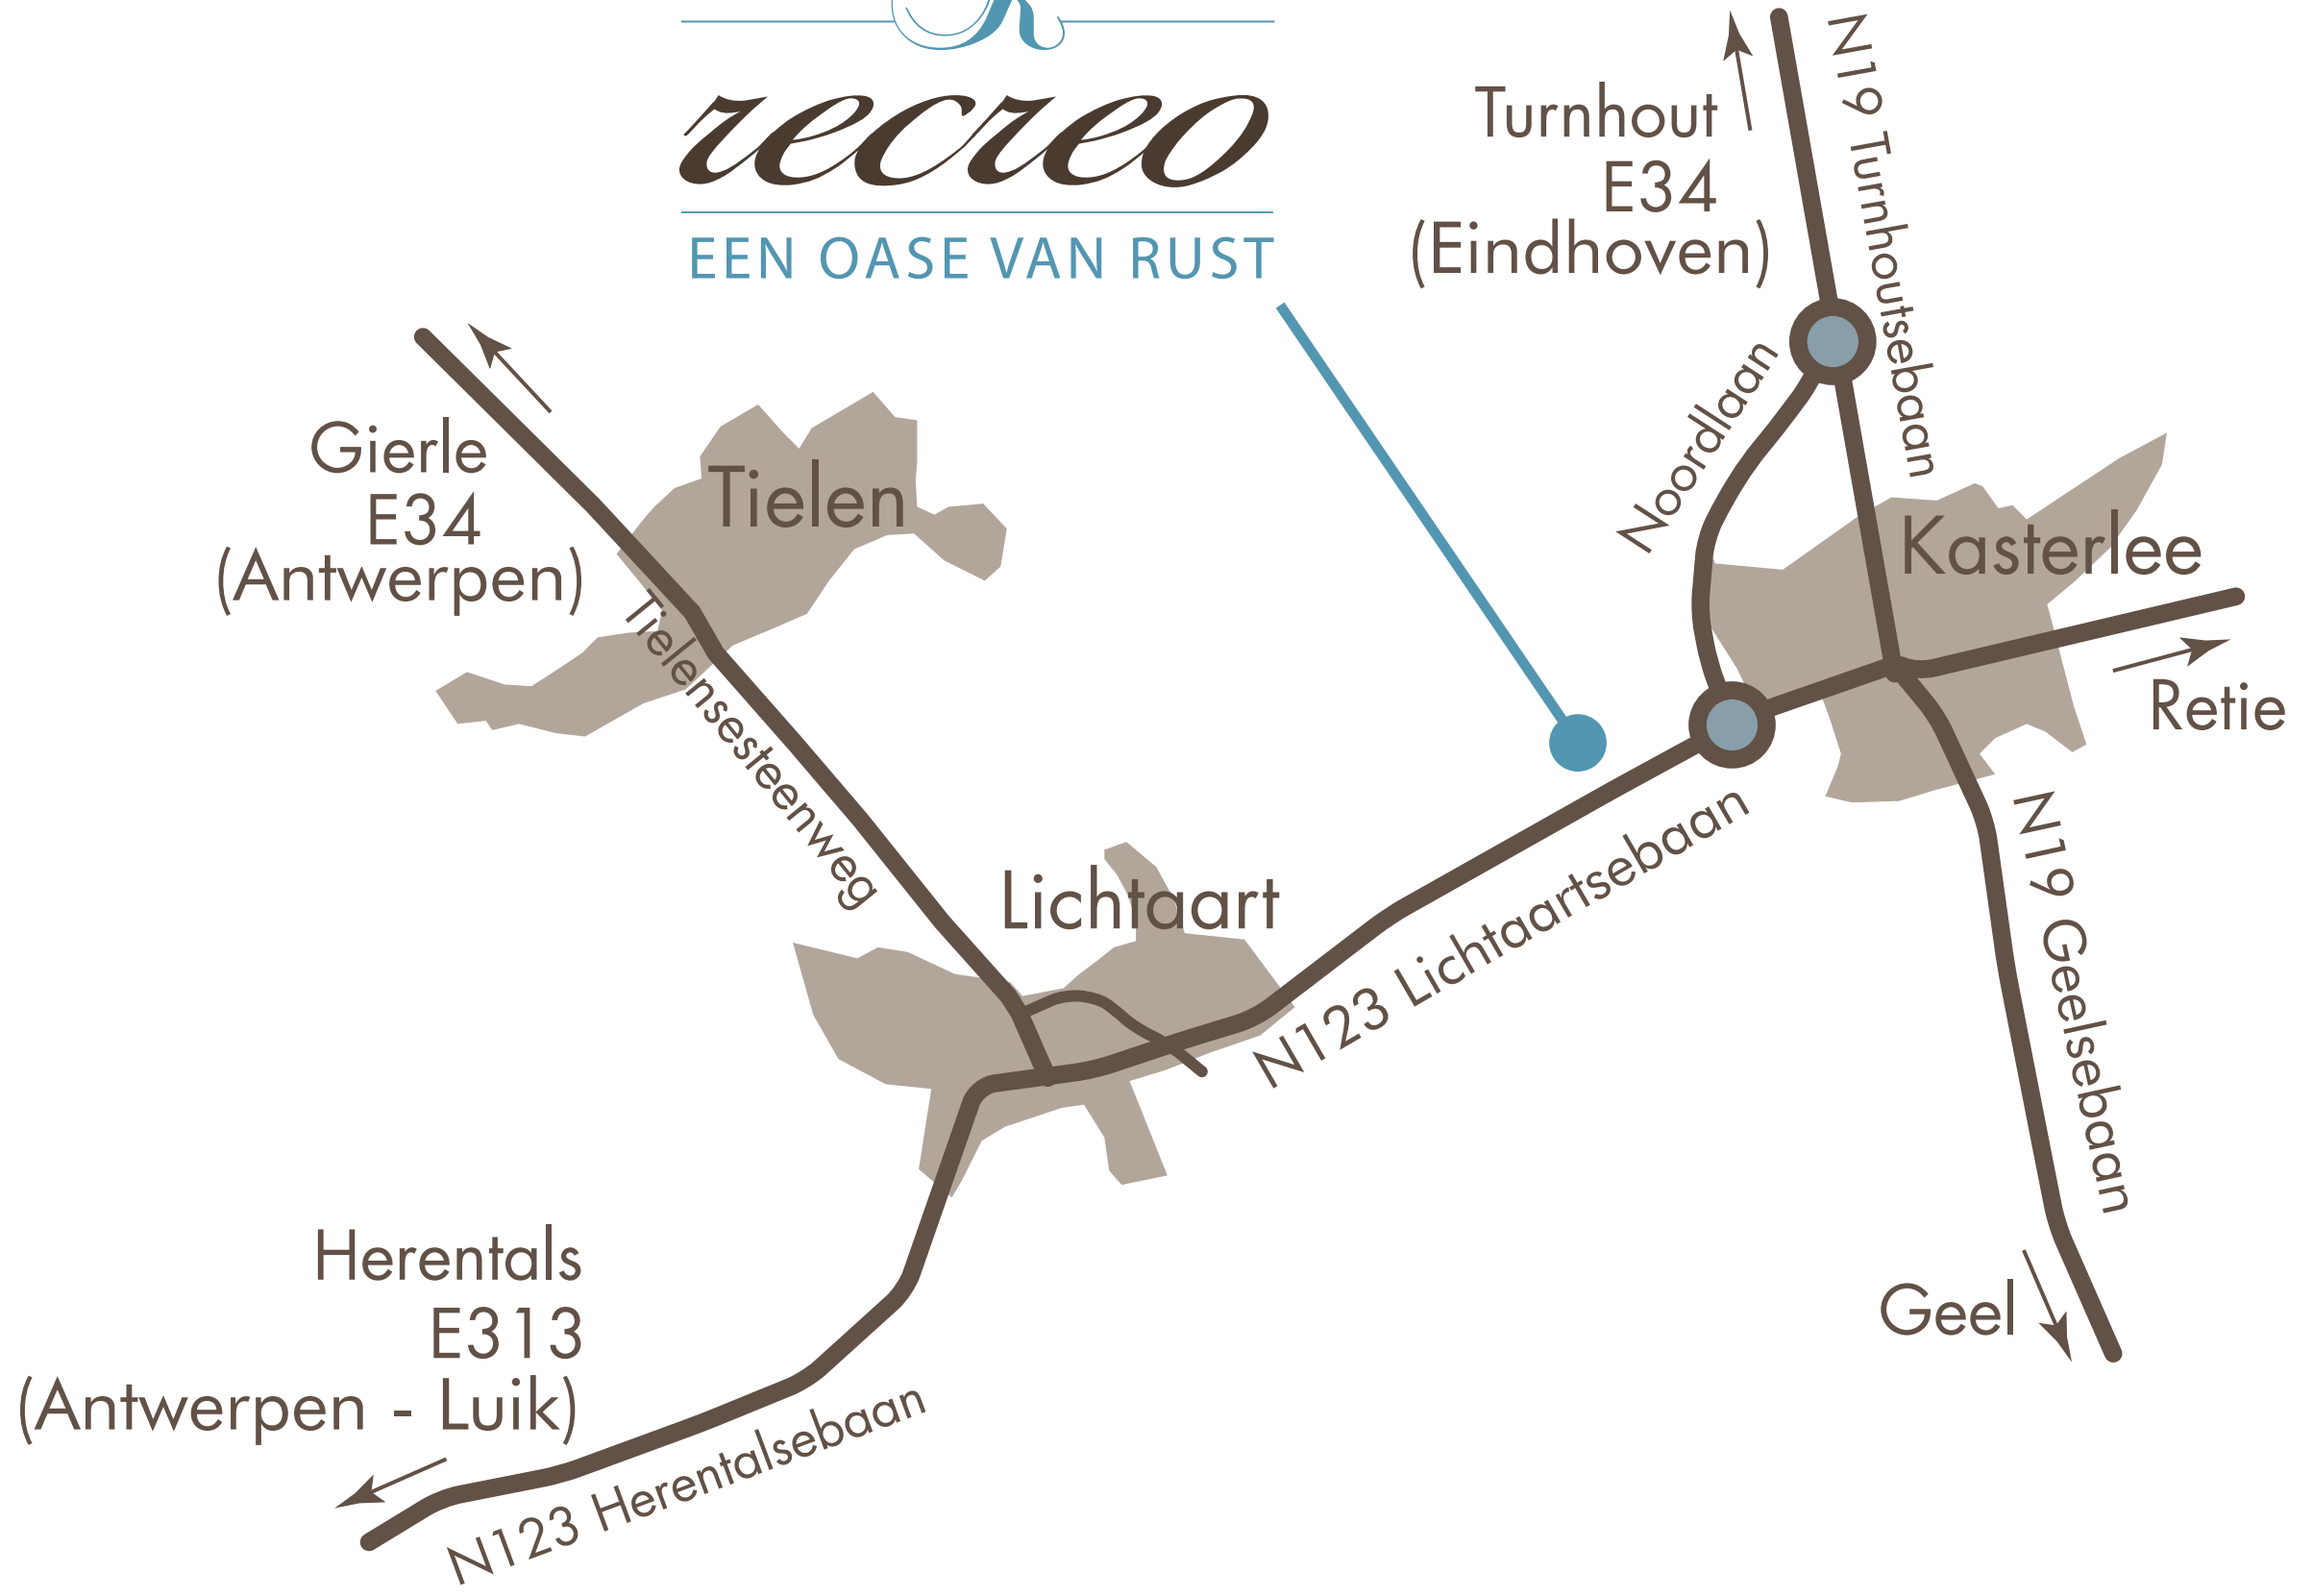 R
recreo
EEN OASE VAN RUST
Turnhout
E34
(Eindhoven)
N19 Turnhoutsebaan
Noordlaan
Gierle
E34
(Antwerpen)
Tielen
Tielensesteenweg
Kasterlee
Retie
Lichtaart
N123 Lichtaartsebaan
N19 Geelsebaan
Herentals
E313
(Antwerpen - Luik)
N123 Herentalsebaan
Geel